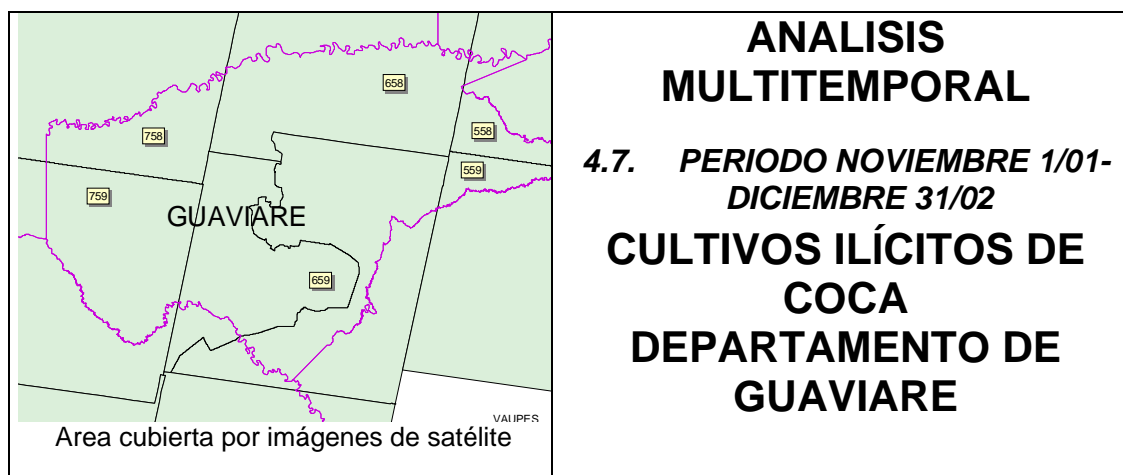 658
758
558
559
759
GUAVIARE
659
VAUPES
Area cubierta por imágenes de satélite
ANALISIS
MULTITEMPORAL
4.7. PERIODO NOVIEMBRE 1/01-
DICIEMBRE 31/02
CULTIVOS ILÍCITOS DE
COCA
DEPARTAMENTO DE
GUAVIARE